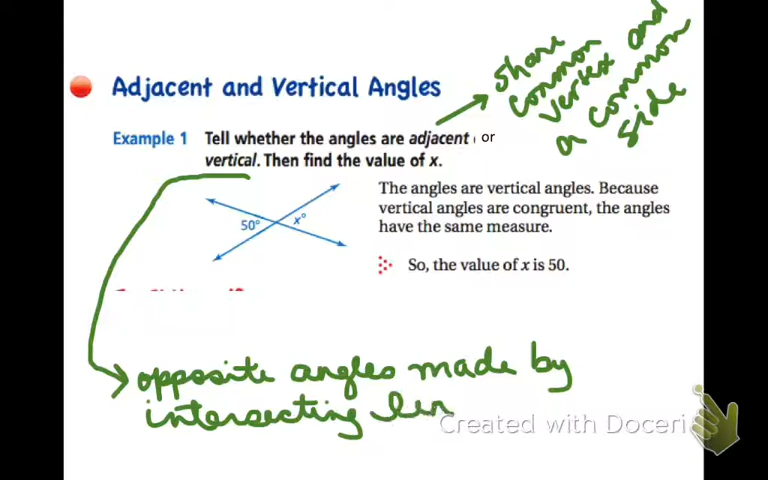 Adjacent and Vertical Angles
Share
common
vertex and
a common
side
Example 1 Tell whether the angles are adjacent or
vertical. Then find the value of x.
50°
x°
The angles are vertical angles. Because
vertical angles are congruent, the angles
have the same measure.
So, the value of x is 50.
opposite angles made by
intersecting lin
Created with Doceri